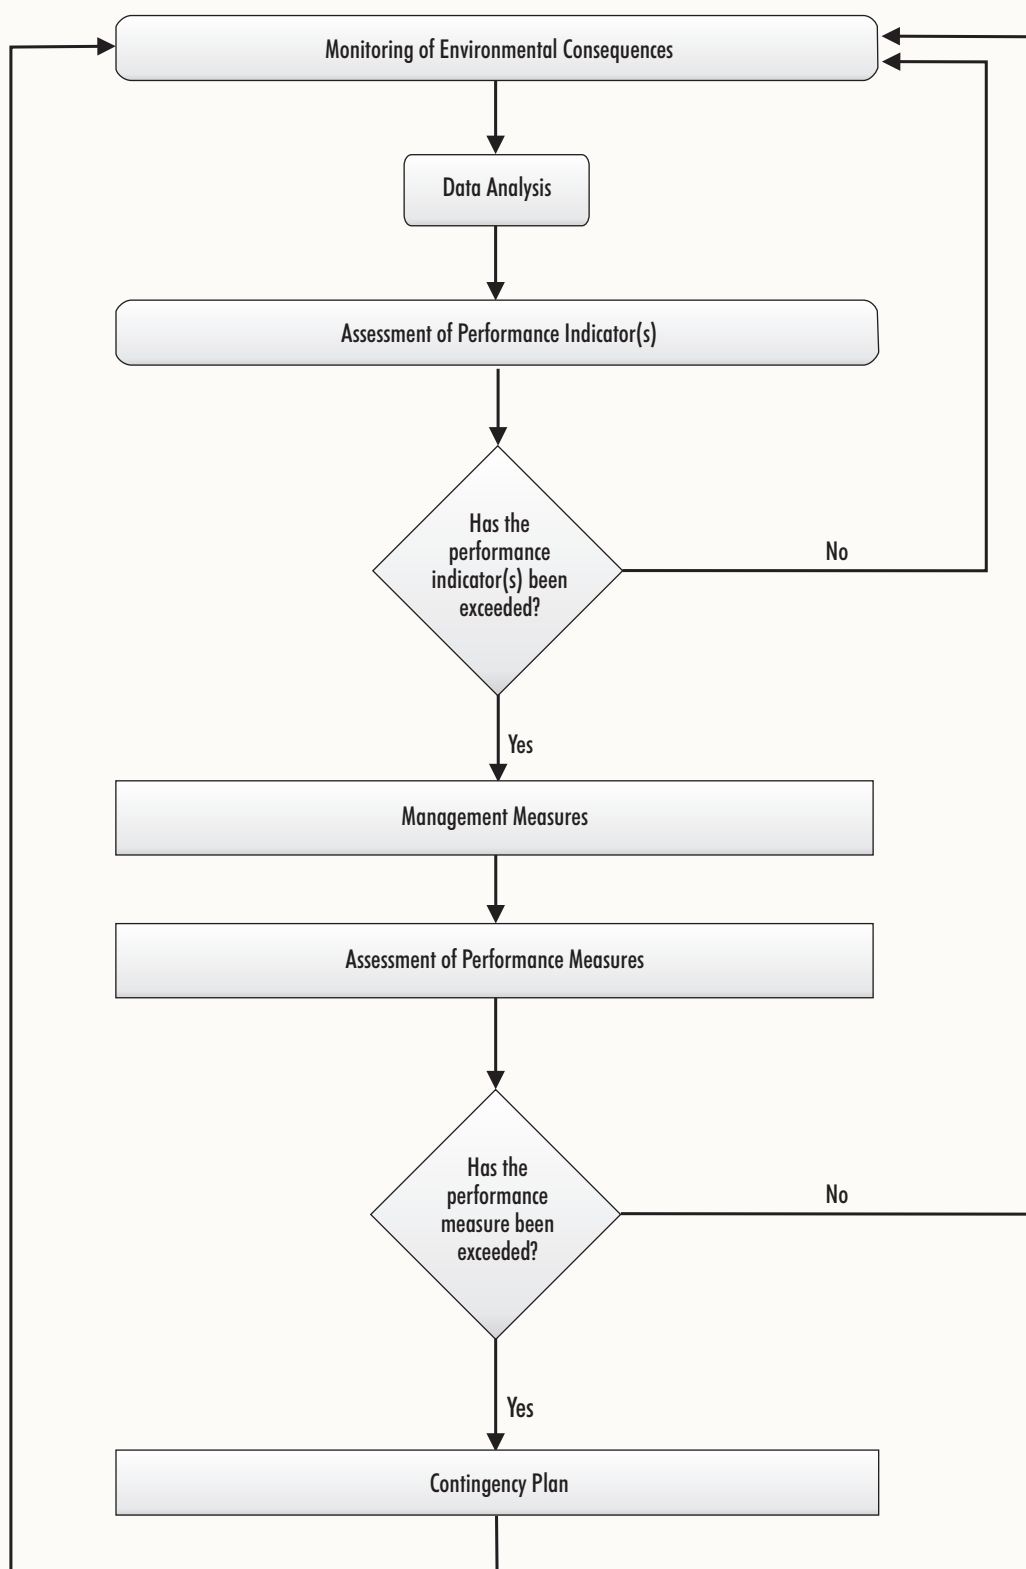 Monitoring of Environmental Consequences
Data Analysis
Assessment of Performance Indicator(s)
Has the
performance
indicator(s) been
exceeded?
No
Yes
Management Measures
Assessment of Performance Measures
Has the
performance
measure been
exceeded?
No
Yes
Contingency Plan